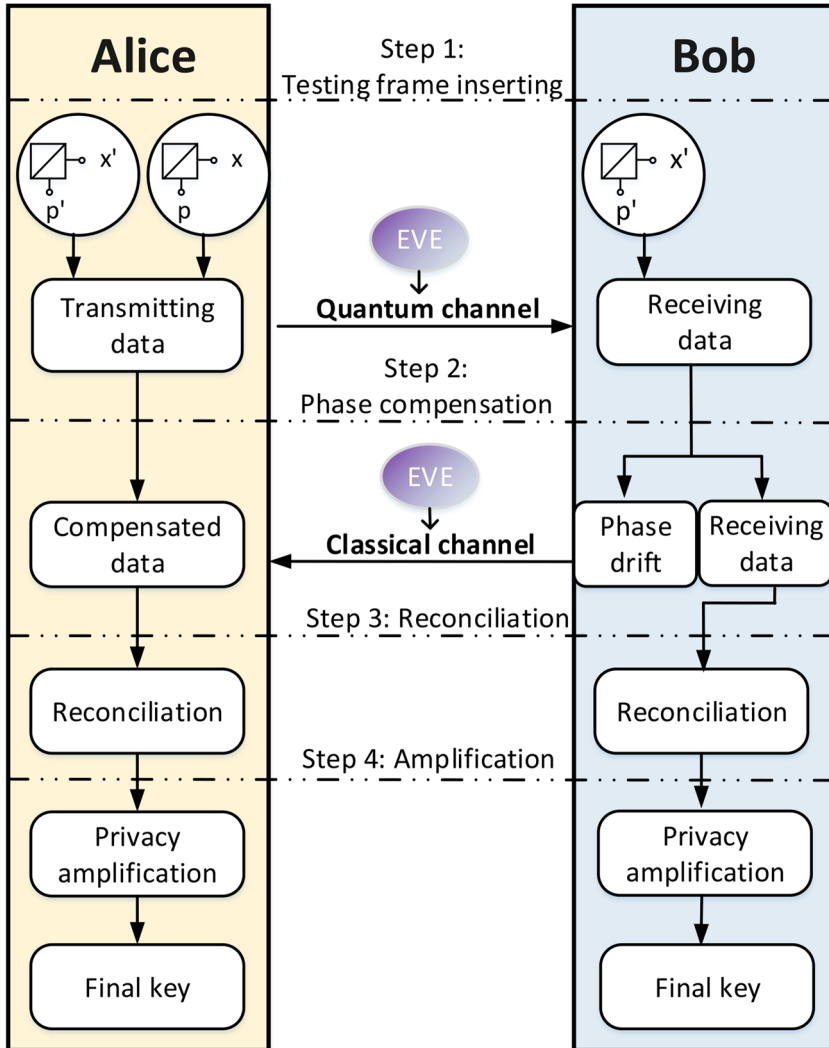 Alice
Step 1:
Testing frame inserting
Bob
x'
p'
x
p
x'
p'
EVE
Transmitting
data
Quantum channel
Receiving
data
Step 2:
Phase compensation
EVE
Compensated
data
Classical channel
Phase
drift
Receiving
data
Step 3: Reconciliation
Reconciliation
Reconciliation
Step 4: Amplification
Privacy
amplification
Privacy
amplification
Final key
Final key